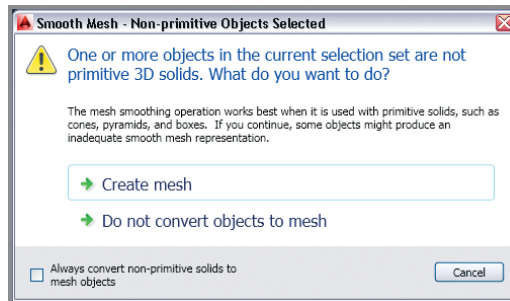 Smooth Mesh - Non-primitive Objects Selected
One or more objects in the current selection set are not
primitive 3D solids. What do you want to do?
The mesh smoothing operation works best when it is used with primitive solids, such as
cones, pyramids, and boxes. If you continue, some objects might produce an
inadequate smooth mesh representation.
Create mesh
Do not convert objects to mesh
Always convert non-primitive solids to
mesh objects
Cancel